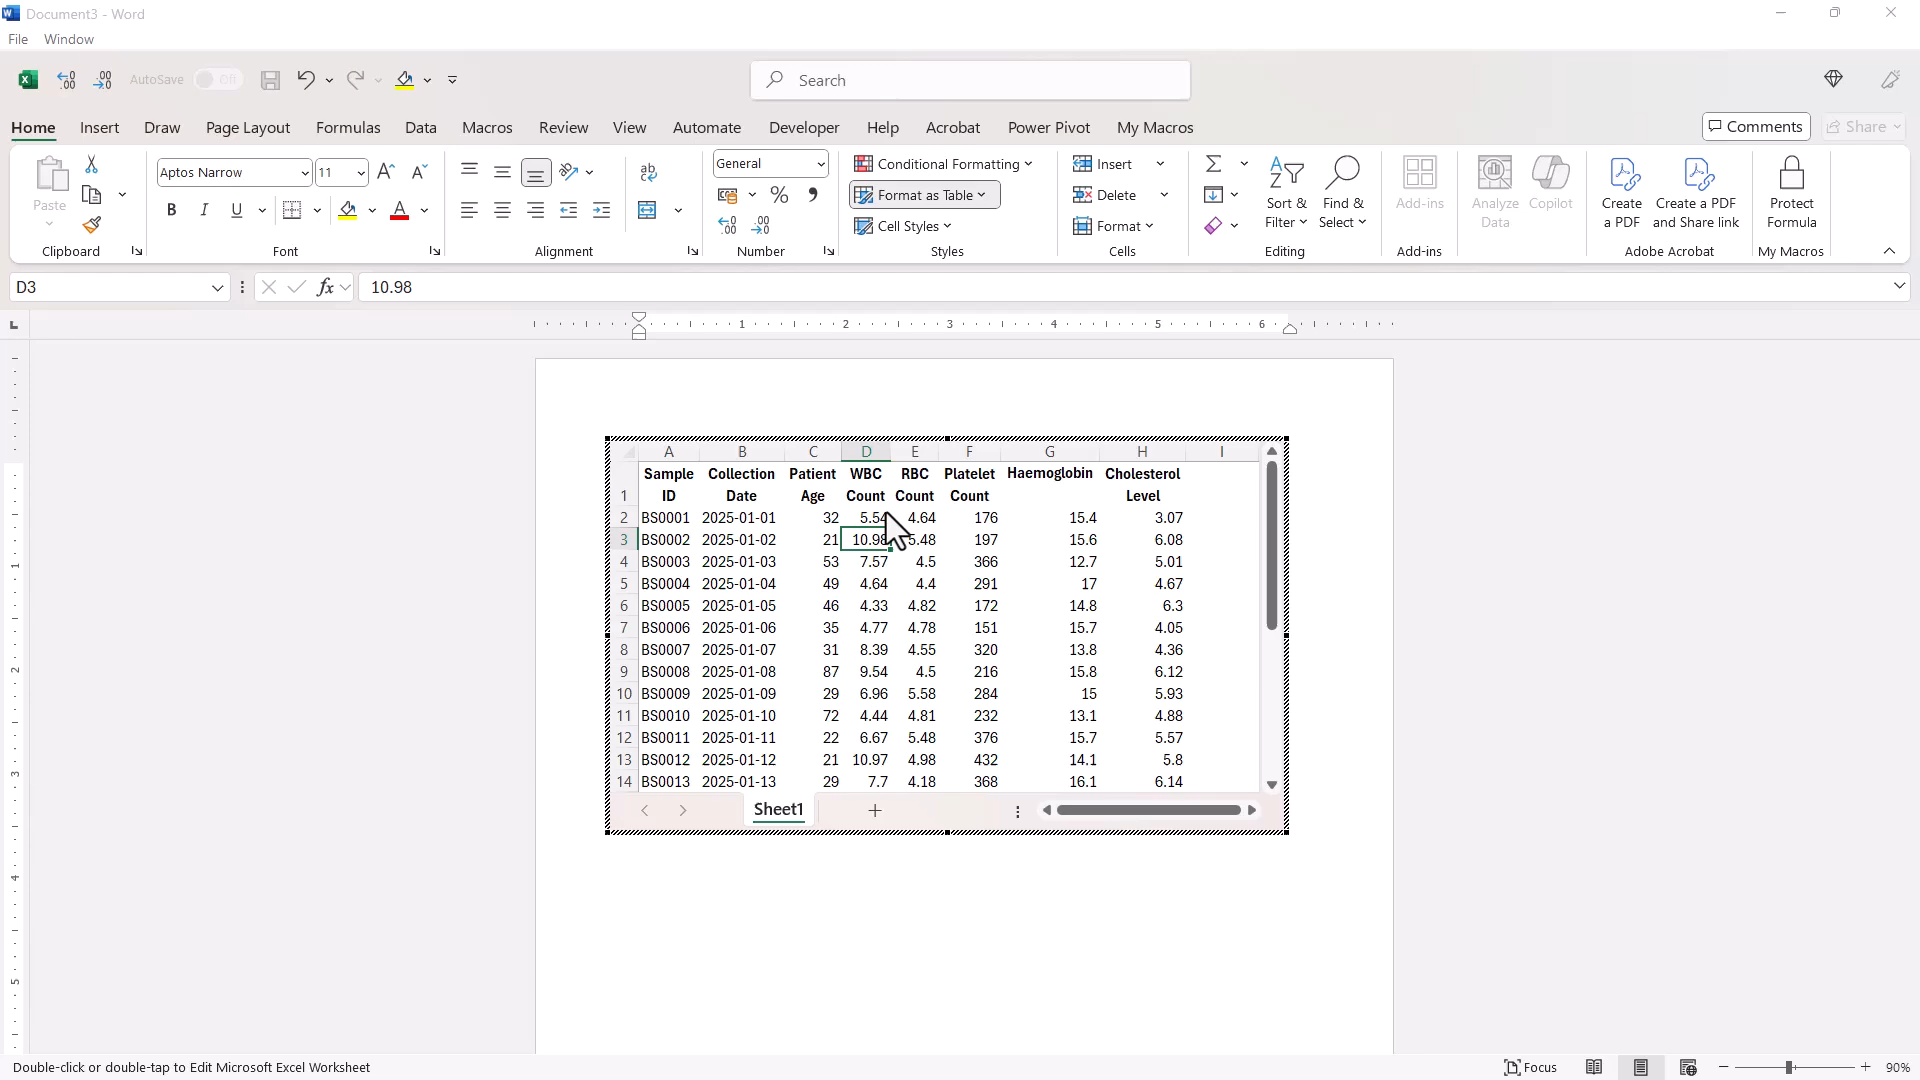 Document3 - Word
File Window
AutoSave Off Search
Home Insert Draw Page Layout Formulas Data Macros Review View Automate Developer Help Acrobat Power Pivot My Macros Comments Share
Paste
Clipboard
Aptos Narrow 11
B I U A
Font
ab
Alignment
General
% 9
Number
Conditional Formatting
Format as Table
Cell Styles
Styles
Insert
Delete
Format
Cells
Sort &
Filter
Find &
Select
Editing
Add-ins
Add-ins
Analyze
Data
Copilot
Create
a PDF
Create a PDF
and Share link
Adobe Acrobat
Protect
Formula
My Macros
D3 fx 10.98
L 1 2 3 4 5 6
A B C D E F G H I
Sample Collection Patient WBC RBC Platelet Haemoglobin Cholesterol
1 ID Date Age Count Count Count Level
2 BS0001 2025-01-01 32 5.54 4.64 176 15.4 3.07
3 BS0002 2025-01-02 21 10.98 5.48 197 15.6 6.08
4 BS0003 2025-01-03 53 7.57 4.5 366 12.7 5.01
5 BS0004 2025-01-04 49 4.64 4.4 291 17 4.67
6 BS0005 2025-01-05 46 4.33 4.82 172 14.8 6.3
7 BS0006 2025-01-06 35 4.77 4.78 151 15.7 4.05
8 BS0007 2025-01-07 31 8.39 4.55 320 13.8 4.36
9 BS0008 2025-01-08 87 9.54 4.5 216 15.8 6.12
10 BS0009 2025-01-09 29 6.96 5.58 284 15 5.93
11 BS0010 2025-01-10 72 4.44 4.81 232 13.1 4.88
12 BS0011 2025-01-11 22 6.67 5.48 376 15.7 5.57
13 BS0012 2025-01-12 21 10.97 4.98 432 14.1 5.8
14 BS0013 2025-01-13 29 7.7 4.18 368 16.1 6.14
Sheet1
1
2
3
4
5
Double-click or double-tap to Edit Microsoft Excel Worksheet Focus 90%